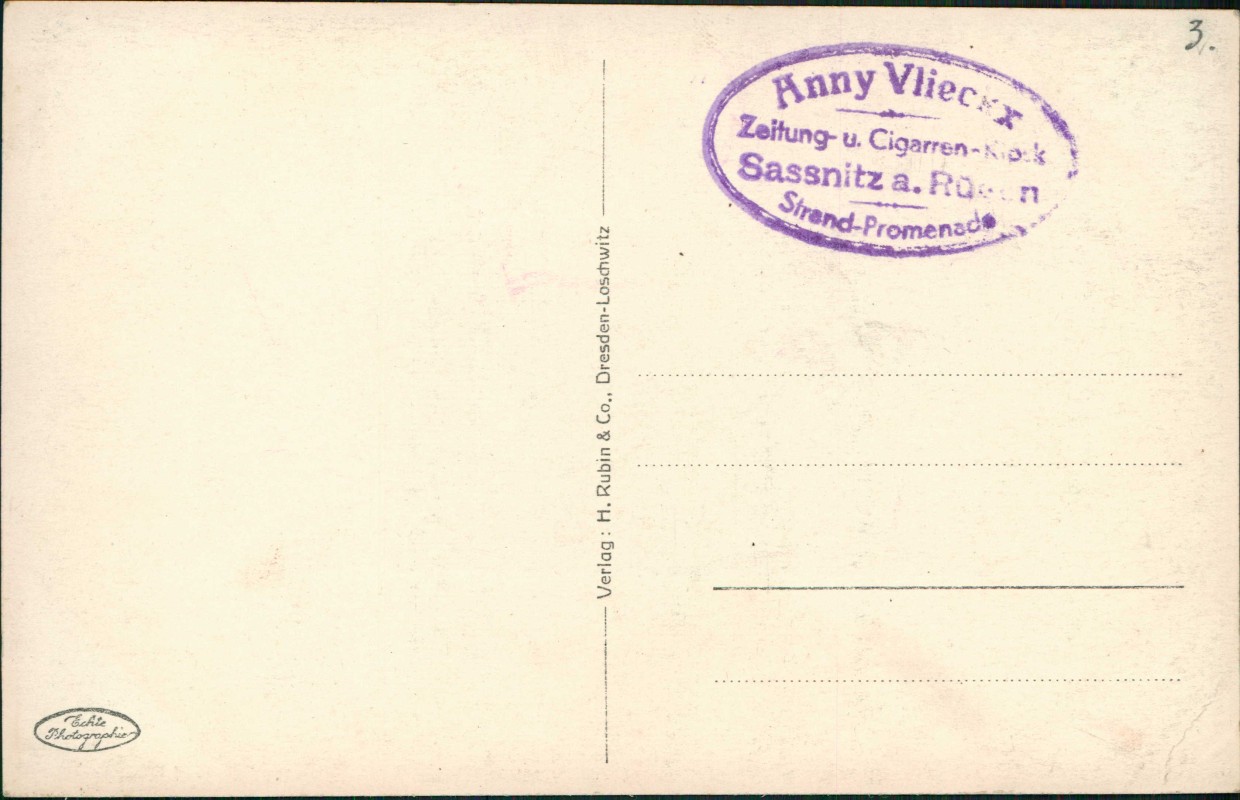 3.
Anny Vlieckx
Zeitung- u. Cigarren-Kiosk
Sassnitz a. Rügen
Strand-Promenade
Verlag: H. Rubin & Co., Dresden-Loschwitz
Echte
Photographie